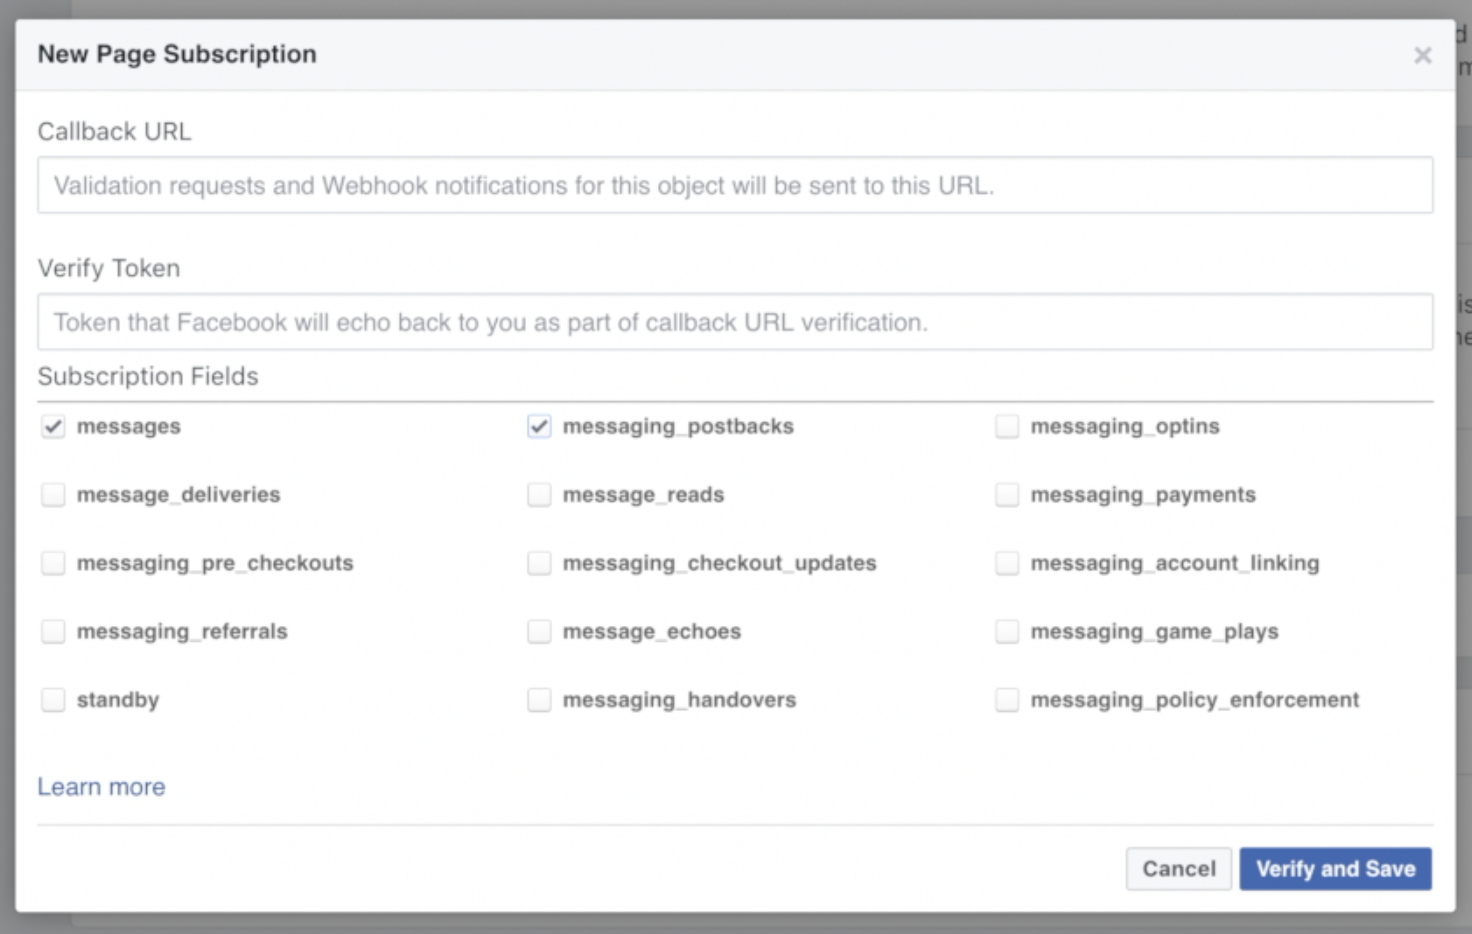 New Page Subscription
Callback URL
Validation requests and Webhook notifications for this object will be sent to this URL.
Verify Token
Token that Facebook will echo back to you as part of callback URL verification.
Subscription Fields
messages messaging_postbacks messaging_optins
message_deliveries message_reads messaging_payments
messaging_pre_checkouts messaging_checkout_updates messaging_account_linking
messaging_referrals message_echoes messaging_game_plays
standby messaging_handovers messaging_policy_enforcement
Learn more
Cancel Verify and Save